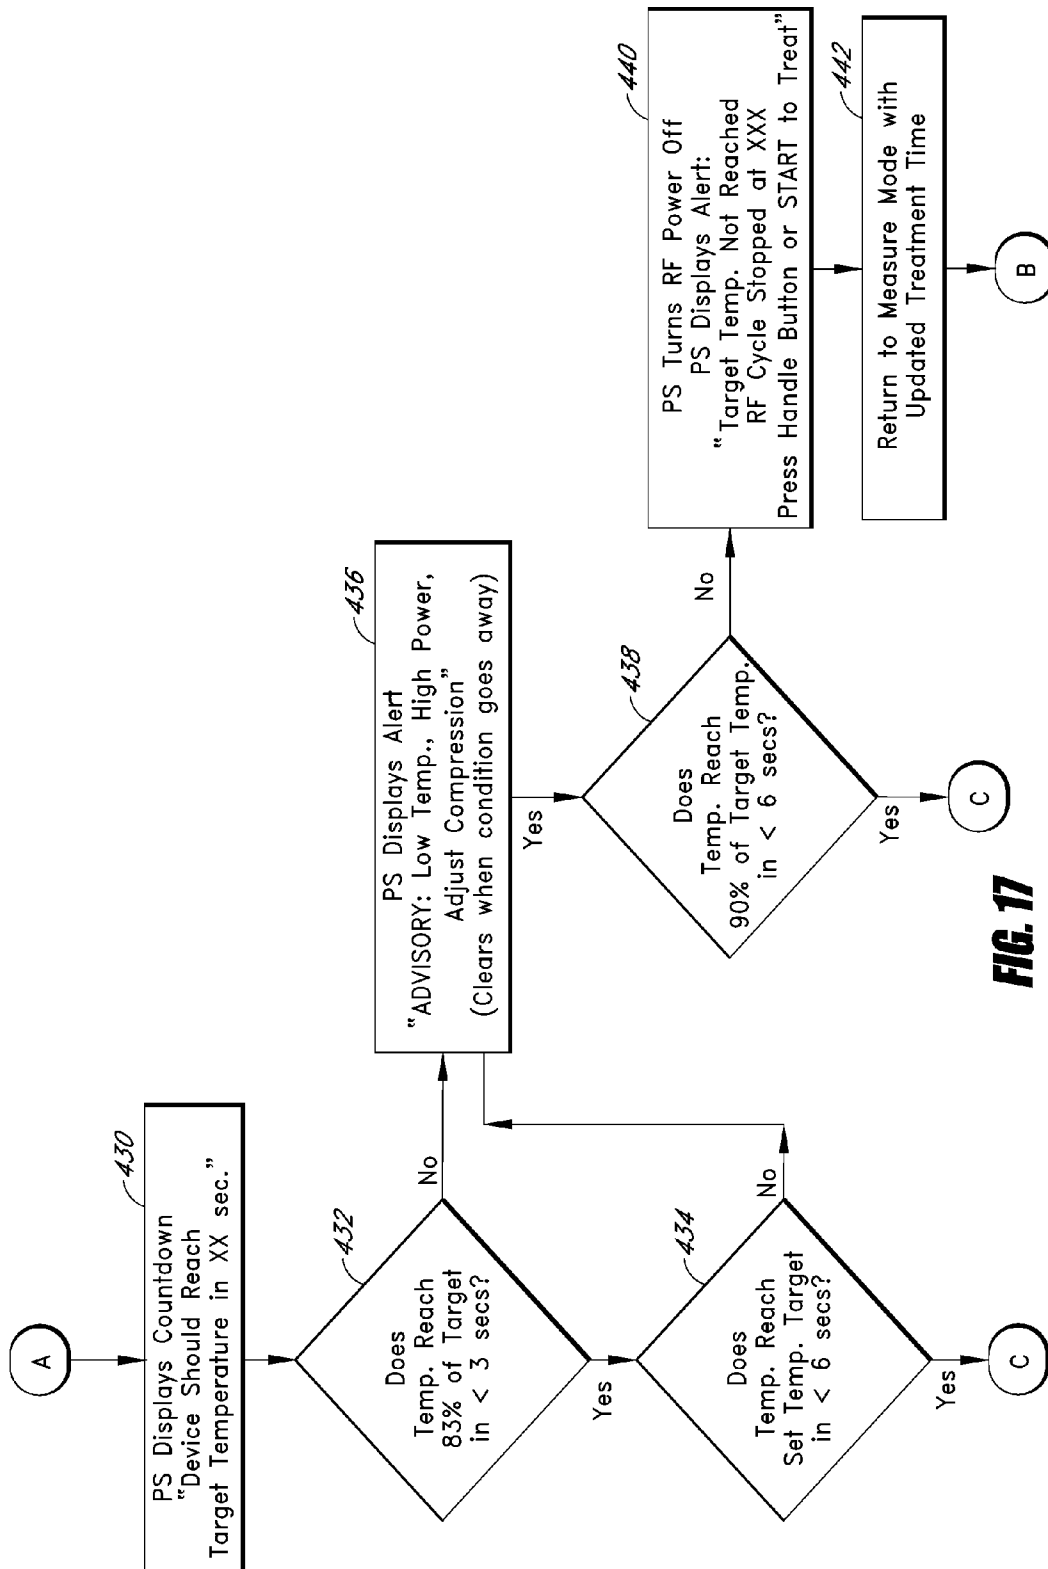 A
430
PS Displays Countdown
"Device Should Reach
Target Temperature in XX sec."
432
Does
Temp. Reach
83% of Target
in < 3 secs?
No
Yes
434
Does
Temp. Reach
Set Temp. Target
in < 6 secs?
No
Yes
C
436
PS Displays Alert
"ADVISORY: Low Temp., High Power,
Adjust Compression"
(Clears when condition goes away)
Yes
438
Does
Temp. Reach
90% of Target Temp.
in < 6 secs?
No
Yes
C
440
PS Turns RF Power Off
PS Displays Alert:
"Target Temp. Not Reached
RF Cycle Stopped at XXX
Press Handle Button or START to Treat"
442
Return to Measure Mode with
Updated Treatment Time
B
FIG. 17